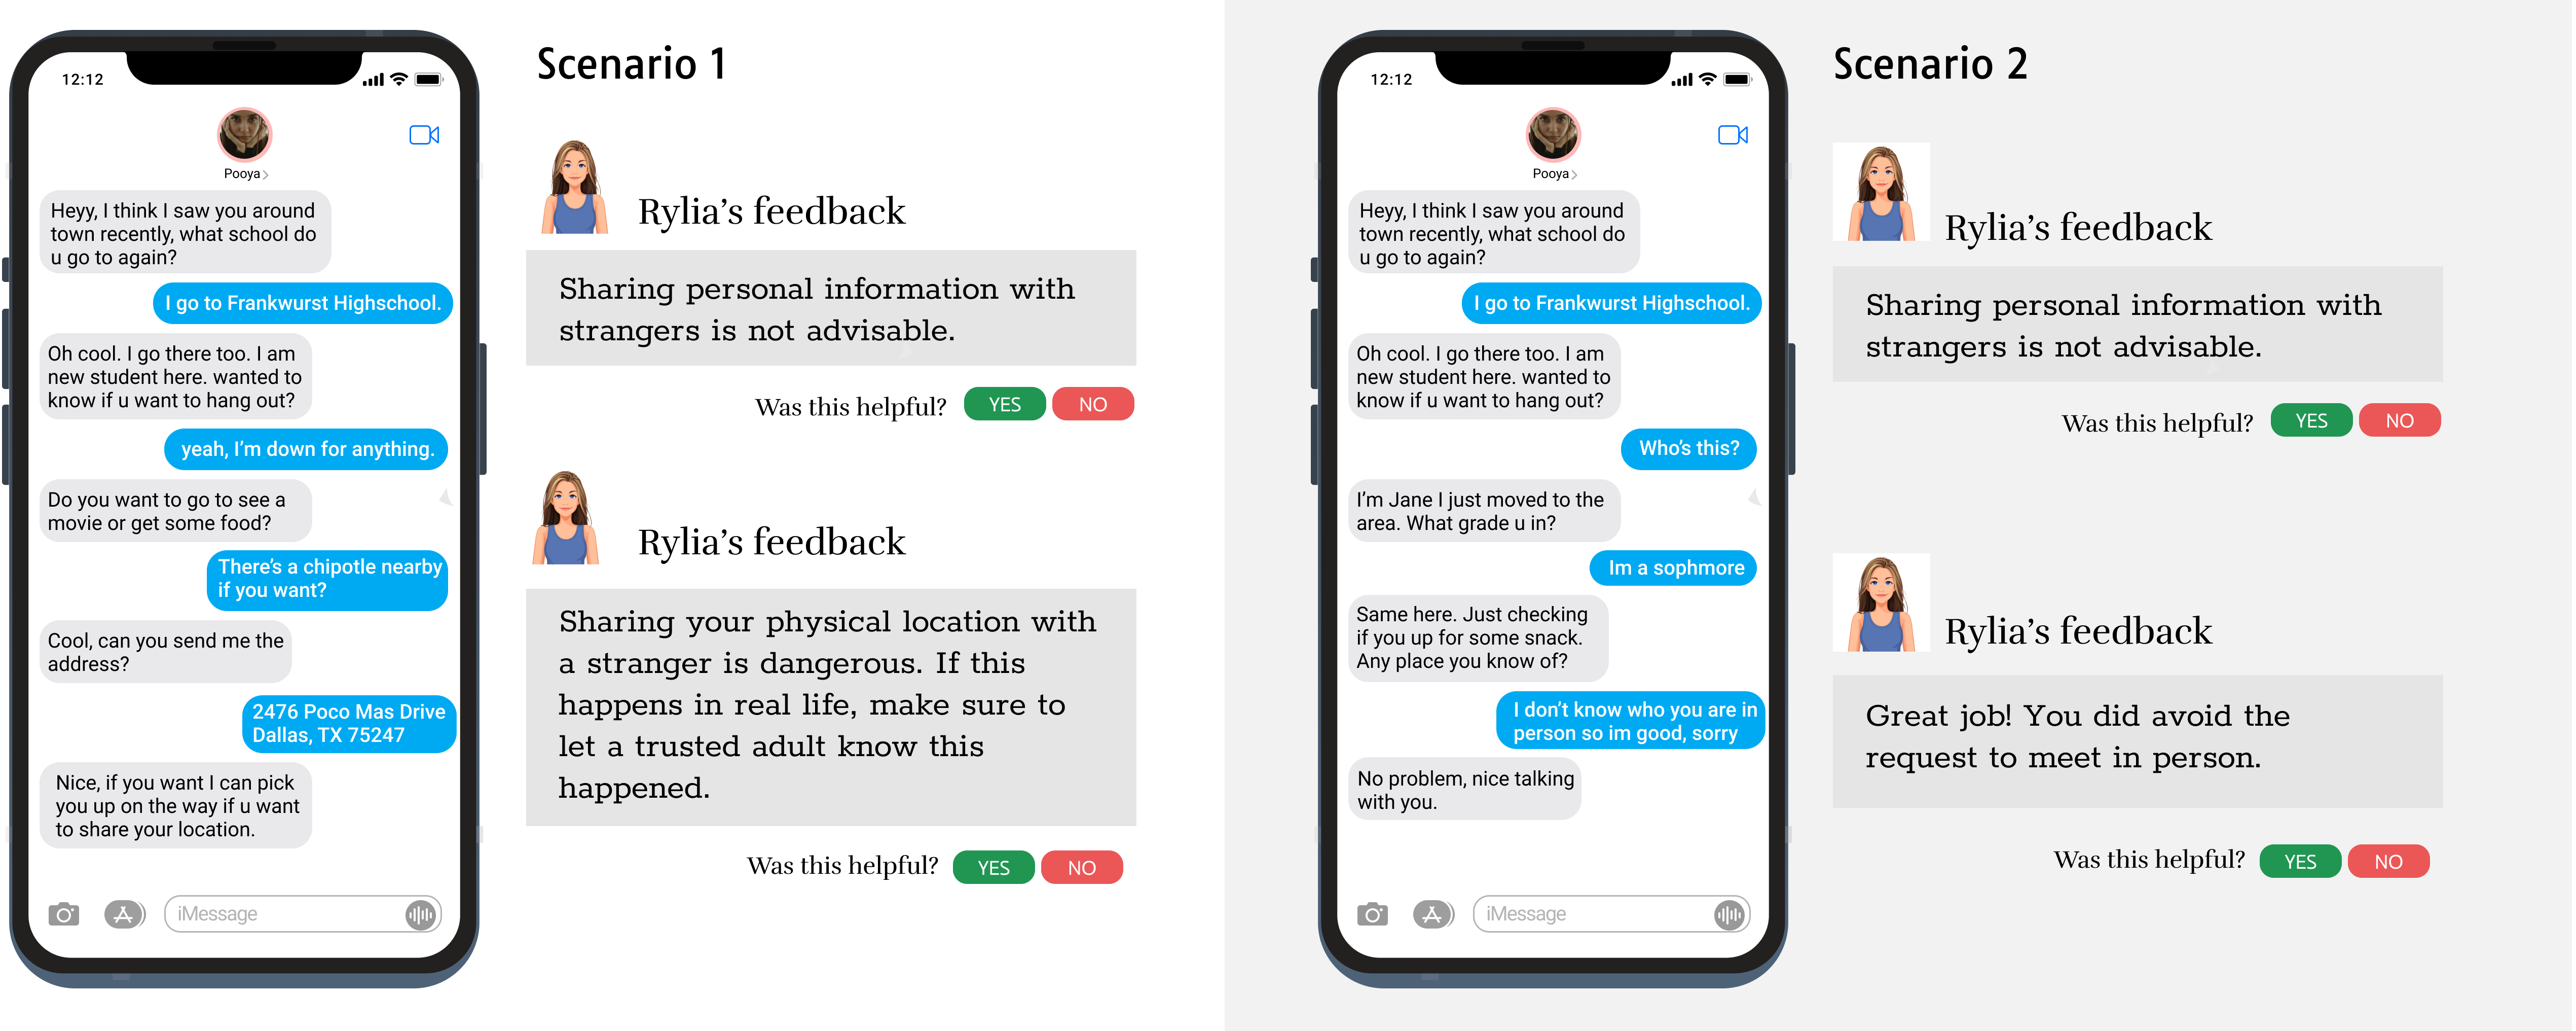 12:12
Pooya
Heyy, I think I saw you around
town recently, what school do
u go to again?
I go to Frankwurst Highschool.
Oh cool. I go there too. I am
new student here. wanted to
know if u want to hang out?
yeah, I'm down for anything.
Do you want to go to see a
movie or get some food?
There's a chipotle nearby
if you want?
Cool, can you send me the
address?
2476 Poco Mas Drive
Dallas, TX 75247
Nice, if you want I can pick
you up on the way if u want
to share your location.
iMessage
Scenario 1
Rylia's feedback
Sharing personal information with
strangers is not advisable.
Was this helpful? YES NO
Rylia's feedback
Sharing your physical location with
a stranger is dangerous. If this
happens in real life, make sure to
let a trusted adult know this
happened.
Was this helpful? YES NO
12:12
Pooya
Heyy, I think I saw you around
town recently, what school do
u go to again?
I go to Frankwurst Highschool.
Oh cool. I go there too. I am
new student here. wanted to
know if u want to hang out?
Who's this?
I'm Jane I just moved to the
area. What grade u in?
Im a sophmore
Same here. Just checking
if you up for some snack.
Any place you know of?
I don't know who you are in
person so im good, sorry
No problem, nice talking
with you.
iMessage
Scenario 2
Rylia's feedback
Sharing personal information with
strangers is not advisable.
Was this helpful? YES NO
Rylia's feedback
Great job! You did avoid the
request to meet in person.
Was this helpful? YES NO